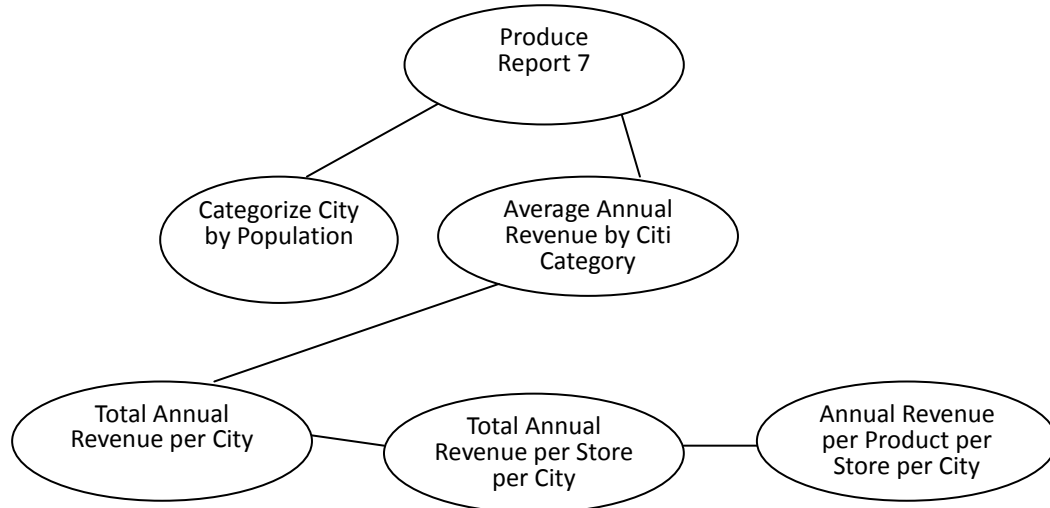 Produce
Report 7
Categorize City
by Population
Average Annual
Revenue by Citi
Category
Total Annual
Revenue per City
Total Annual
Revenue per Store
per City
Annual Revenue
per Product per
Store per City